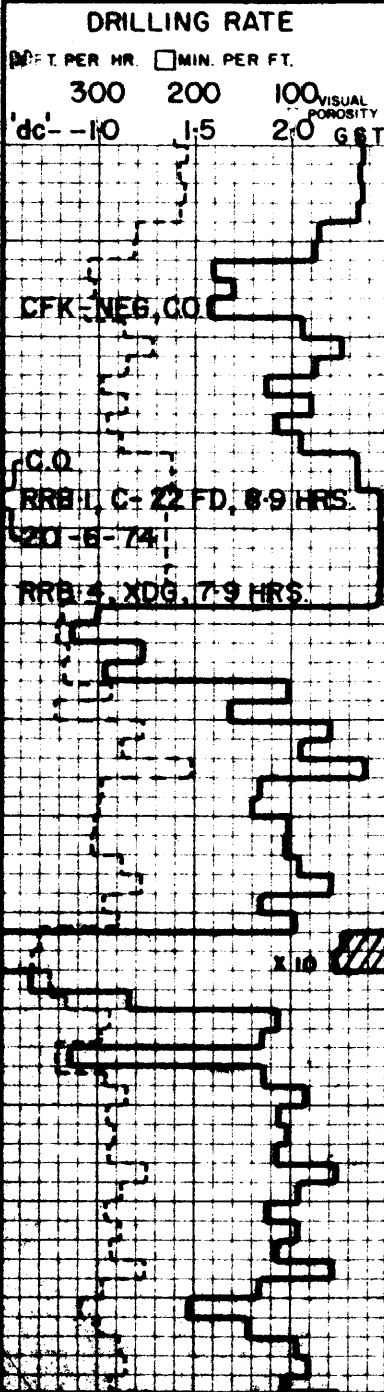 DRILLING RATE
FT. PER HR. MIN. PER FT.
300 200 100 VISUAL POROSITY
'dc' - 1·0 1·5 2·0 G S T
CFK-NEG, CO
C.O
RRB 1, C-22 FD, 8·9 HRS.
20-6-74
RRB 4, XDG, 7·9 HRS.
X 10